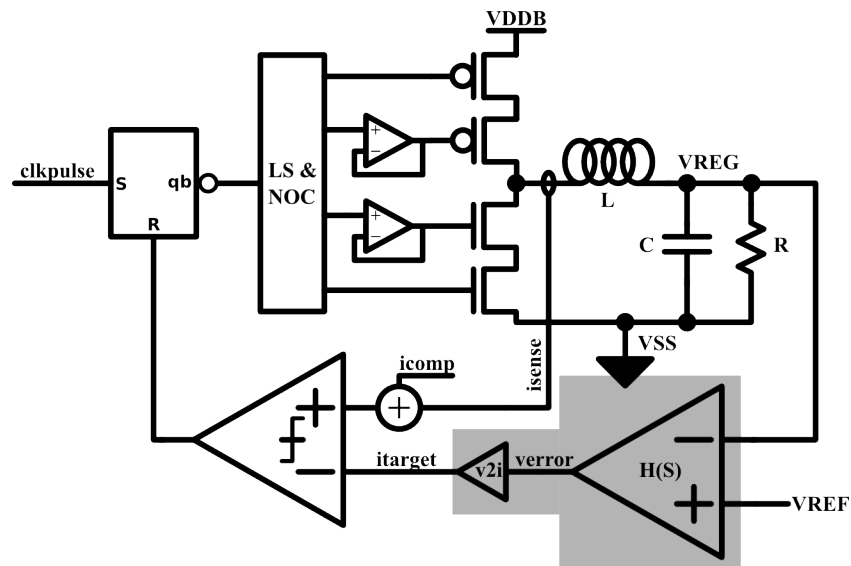 VDDB
clkpulse
S
qb
R
LS &
NOC
+
−
+
−
L
VREG
C
R
VSS
isense
icomp
+
+
−
itarget
v2i
verror
H(S)
−
+
VREF